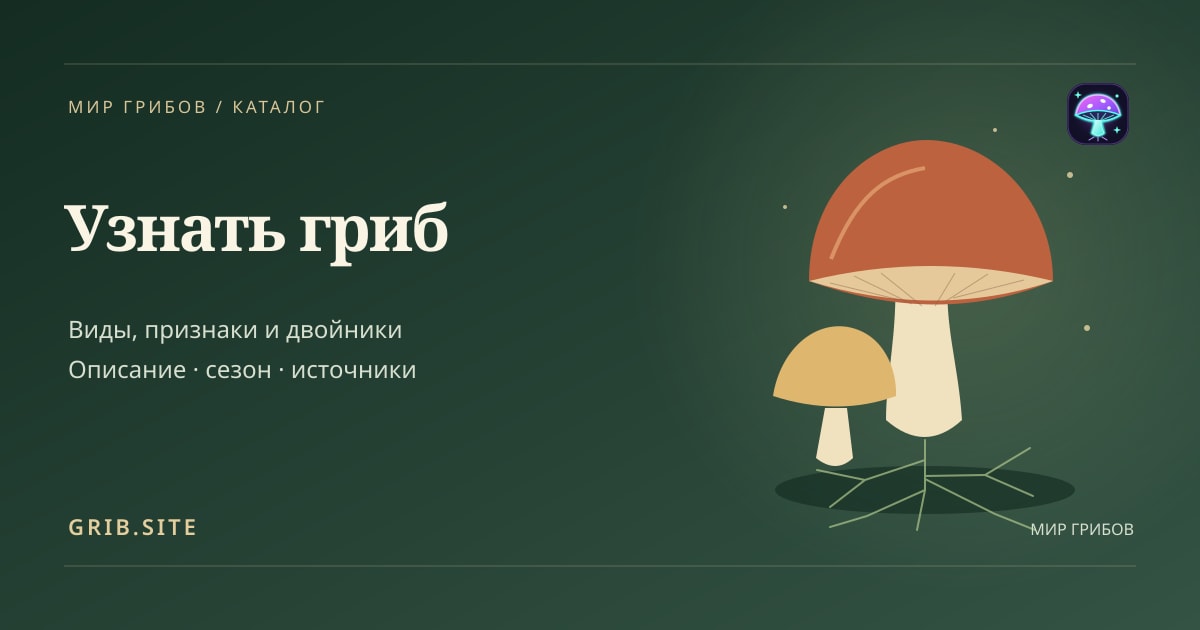 МИР ГРИБОВ / КАТАЛОГ
Узнать гриб
Виды, признаки и двойники
Описание · сезон · источники
GRIB.SITE
МИР ГРИБОВ